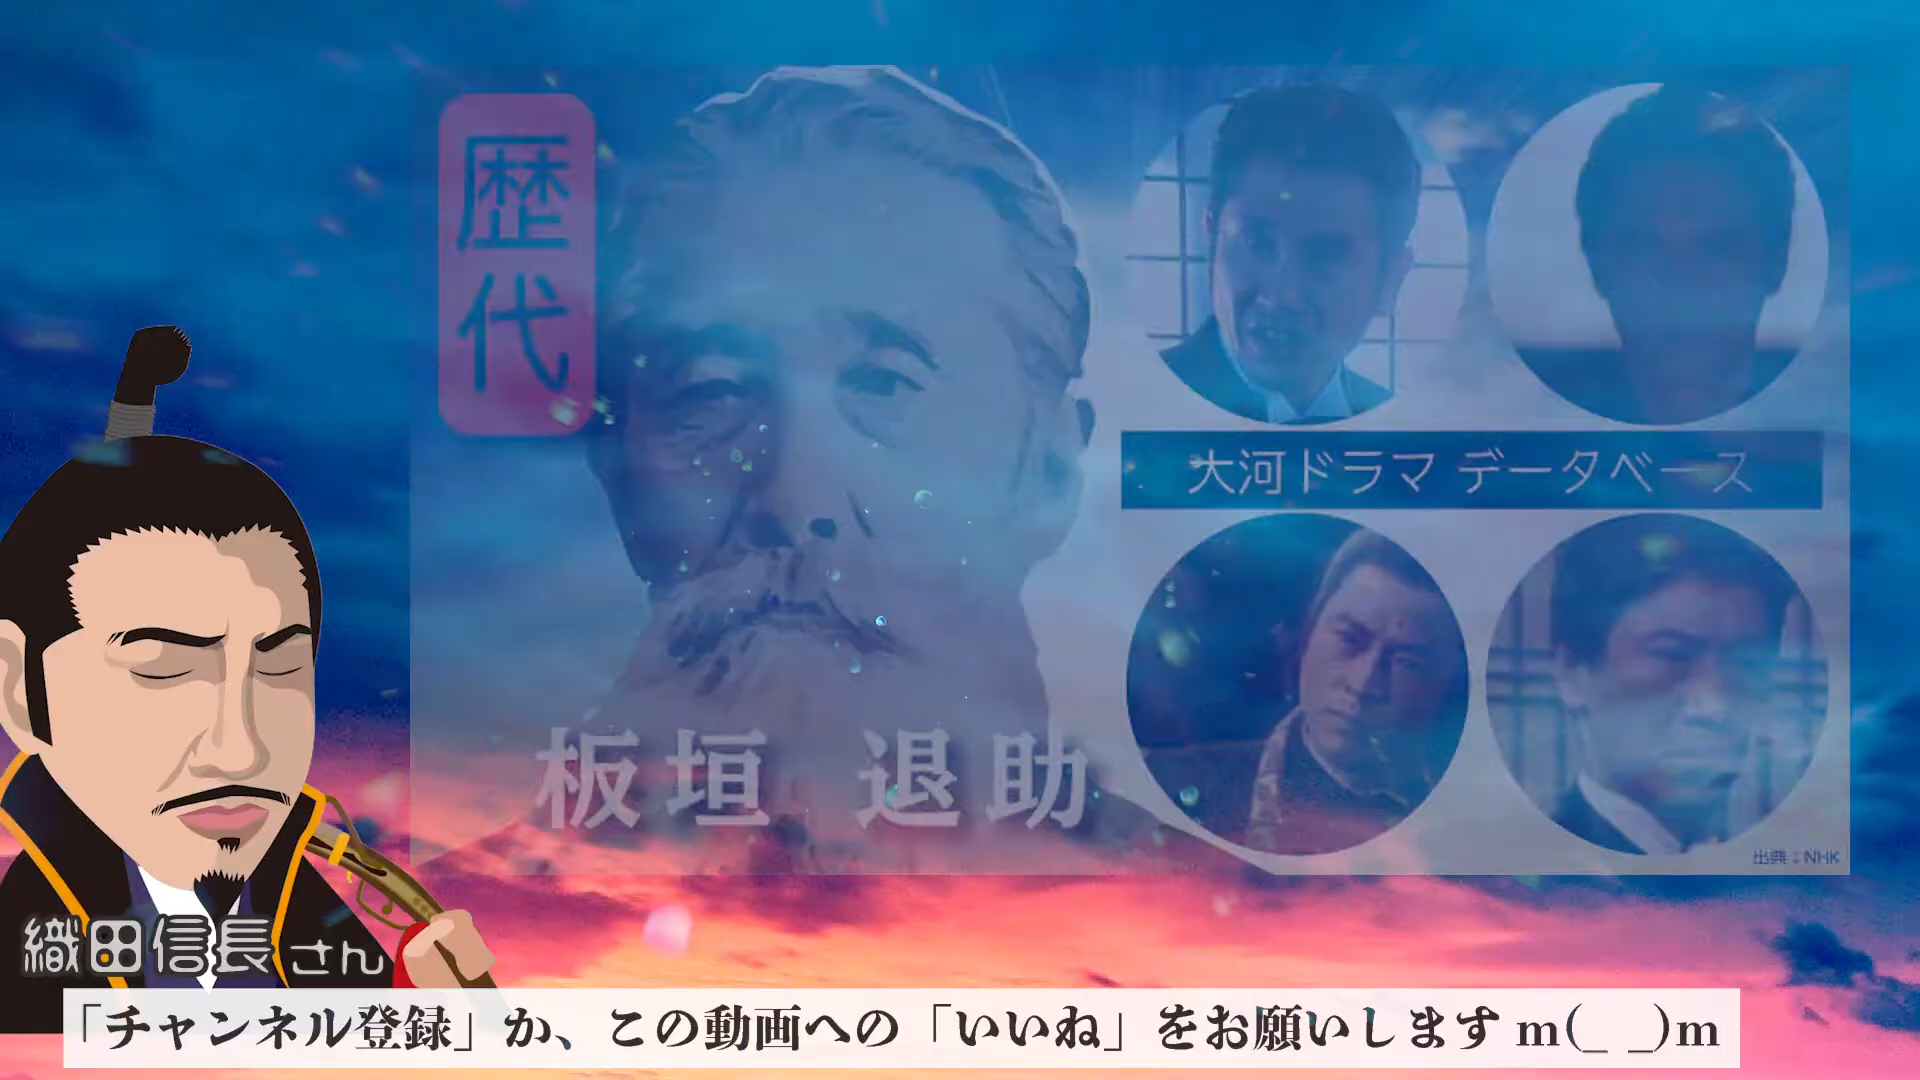 歴代
板垣 退助
大河ドラマ データベース
出典：NHK
織田信長さん
「チャンネル登録」か、この動画への「いいね」をお願いします m(_ _)m